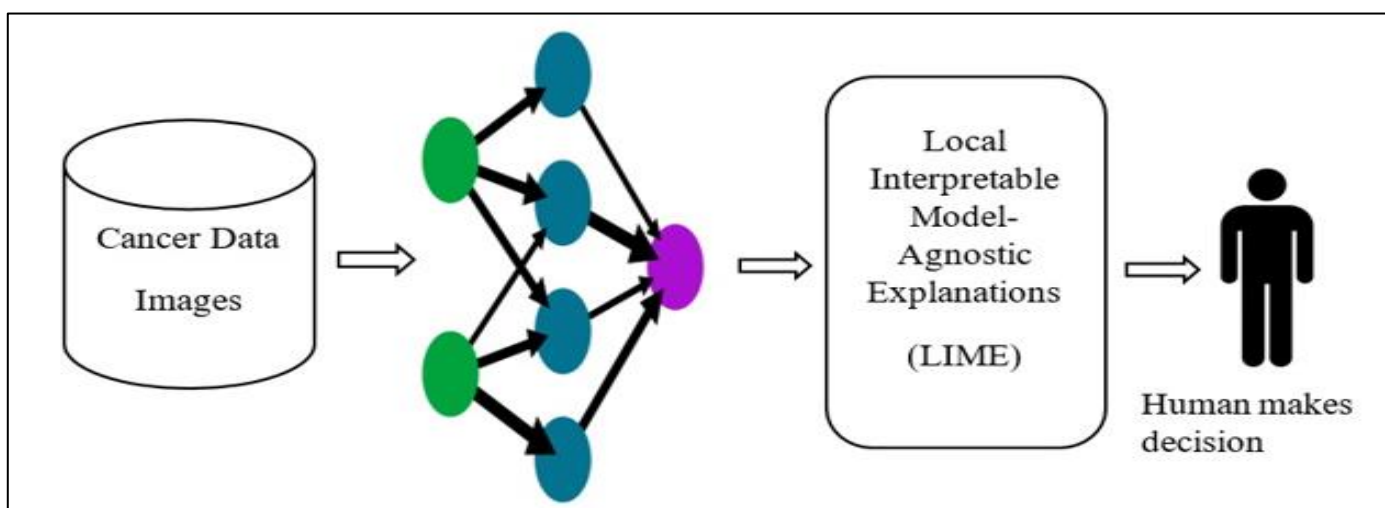 Cancer Data
Images
Local
Interpretable
Model-
Agnostic
Explanations
(LIME)
Human makes
decision